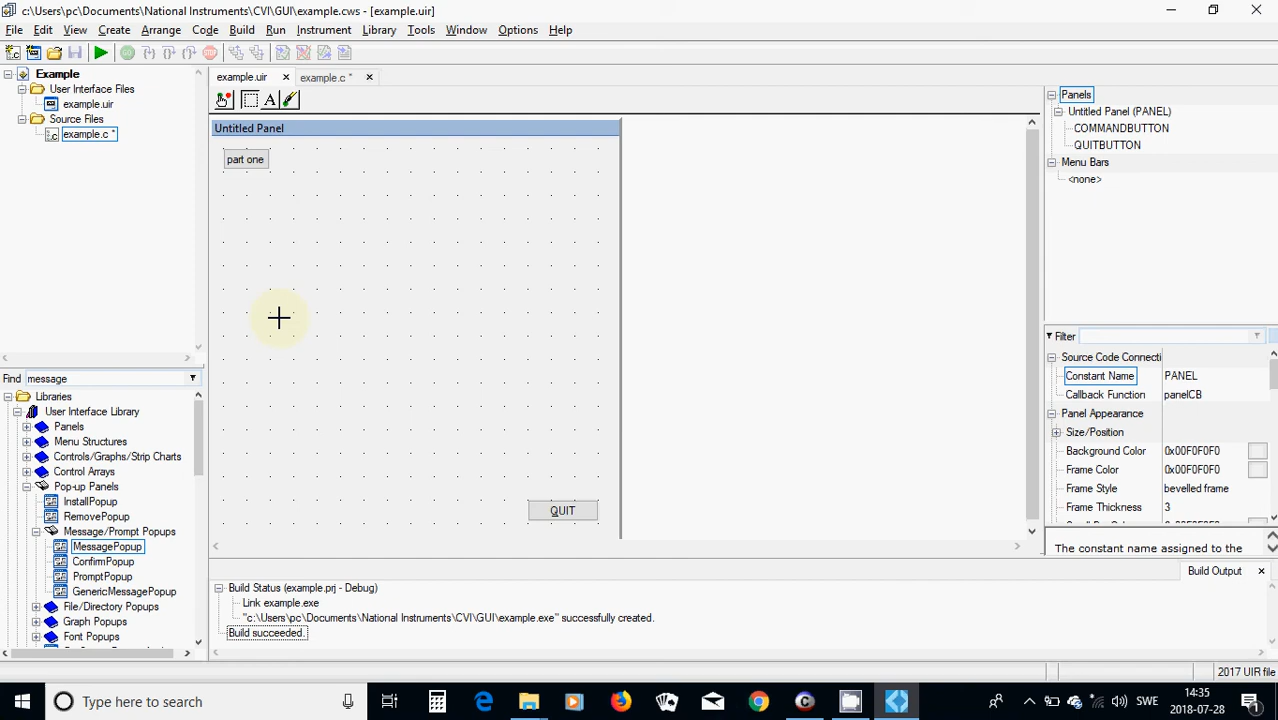 c:\Users\pc\Documents\National Instruments\CVI\GUI\example.cws - [example.uir]
File Edit View Create Arrange Code Build Run Instrument Library Tools Window Options Help
Example
User Interface Files
example.uir
Source Files
example.c *
example.uir
example.c *
Untitled Panel
part one
QUIT
Panels
Untitled Panel (PANEL)
COMMANDBUTTON
QUITBUTTON
Menu Bars
<none>
Filter
Source Code Connecti
Constant Name PANEL
Callback Function panelCB
Panel Appearance
Size/Position
Background Color 0x00F0F0F0
Frame Color 0x00F0F0F0
Frame Style bevelled frame
Frame Thickness 3
The constant name assigned to the
Find message
Libraries
User Interface Library
Panels
Menu Structures
Controls/Graphs/Strip Charts
Control Arrays
Pop-up Panels
InstallPopup
RemovePopup
Message/Prompt Popups
MessagePopup
ConfirmPopup
PromptPopup
GenericMessagePopup
File/Directory Popups
Graph Popups
Font Popups
Build Output
Build Status (example.prj - Debug)
Link example.exe
"c:\Users\pc\Documents\National Instruments\CVI\GUI\example.exe" successfully created.
Build succeeded.
2017 UIR file
Type here to search
SWE
14:35
2018-07-28
1